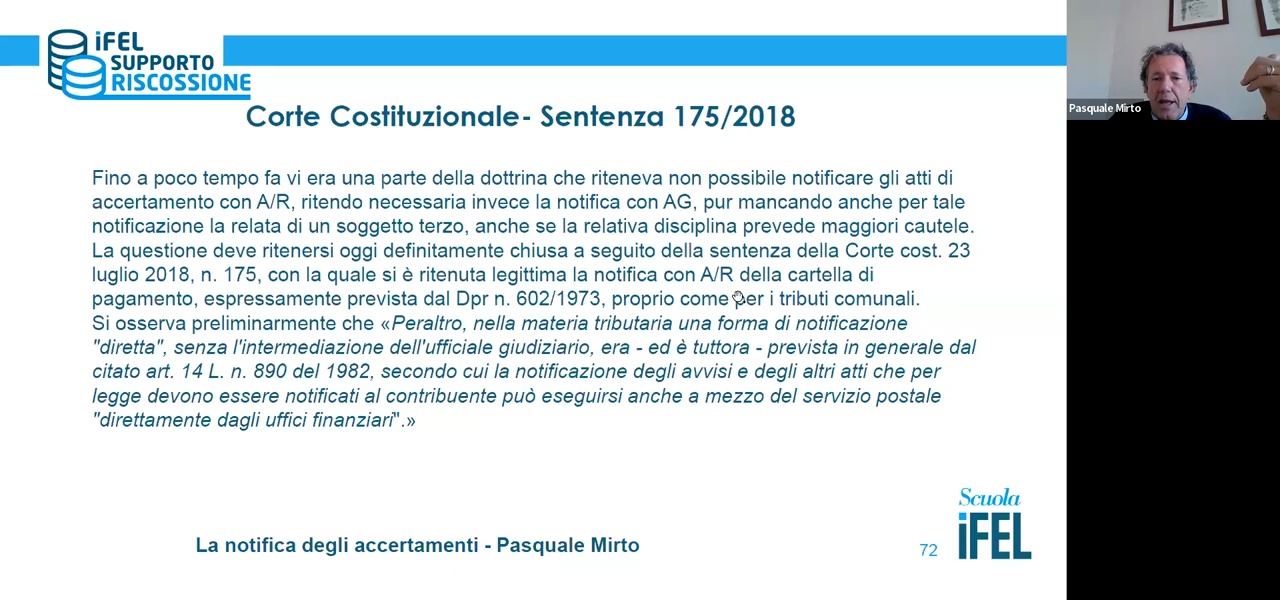 iFEL
SUPPORTO
RISCOSSIONE
Corte Costituzionale- Sentenza 175/2018
Pasquale Mirto
Fino a poco tempo fa vi era una parte della dottrina che riteneva non possibile notificare gli atti di
accertamento con A/R, ritendo necessaria invece la notifica con AG, pur mancando anche per tale
notificazione la relata di un soggetto terzo, anche se la relativa disciplina prevede maggiori cautele.
La questione deve ritenersi oggi definitamente chiusa a seguito della sentenza della Corte cost. 23
luglio 2018, n. 175, con la quale si è ritenuta legittima la notifica con A/R della cartella di
pagamento, espressamente prevista dal Dpr n. 602/1973, proprio come per i tributi comunali.
Si osserva preliminarmente che «Peraltro, nella materia tributaria una forma di notificazione
"diretta", senza l'intermediazione dell'ufficiale giudiziario, era - ed è tuttora - prevista in generale dal
citato art. 14 L. n. 890 del 1982, secondo cui la notificazione degli avvisi e degli altri atti che per
legge devono essere notificati al contribuente può eseguirsi anche a mezzo del servizio postale
"direttamente dagli uffici finanziari".»
Scuola
iFEL
La notifica degli accertamenti - Pasquale Mirto
72